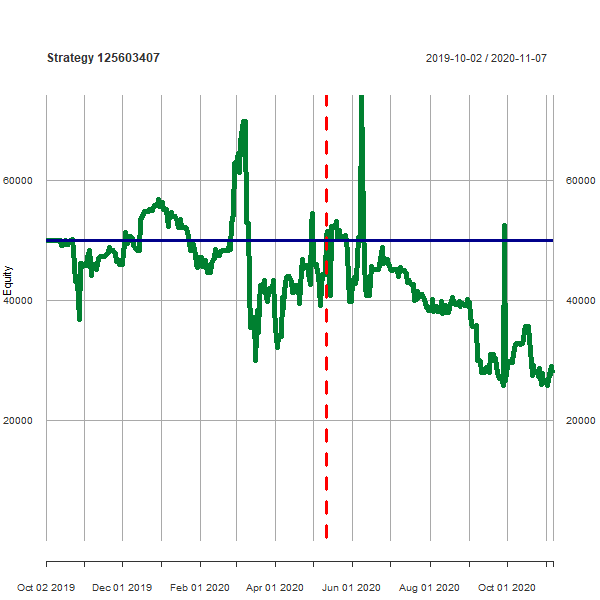 Strategy 125603407
2019-10-02 / 2020-11-07
60000
60000
Equity
40000
40000
20000
20000
Oct 02 2019
Dec 01 2019
Feb 01 2020
Apr 01 2020
Jun 01 2020
Aug 01 2020
Oct 01 2020